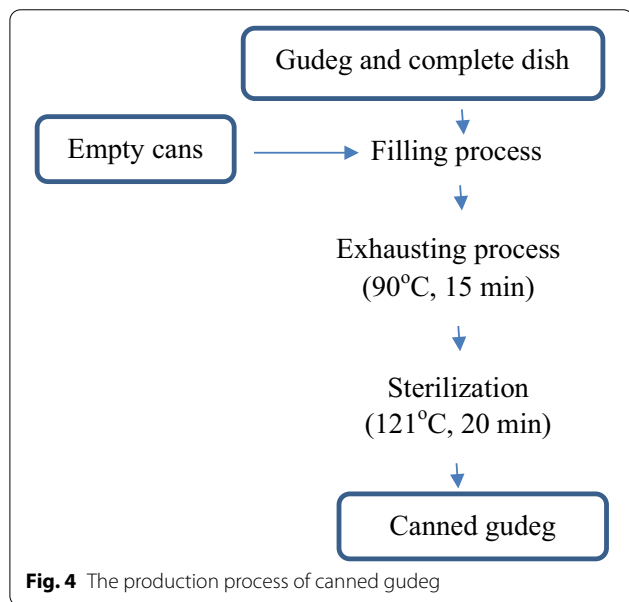 Gudeg and complete dish
Empty cans
Filling process
Exhausting process
(90°C, 15 min)
Sterilization
(121°C, 20 min)
Canned gudeg
Fig. 4 The production process of canned gudeg